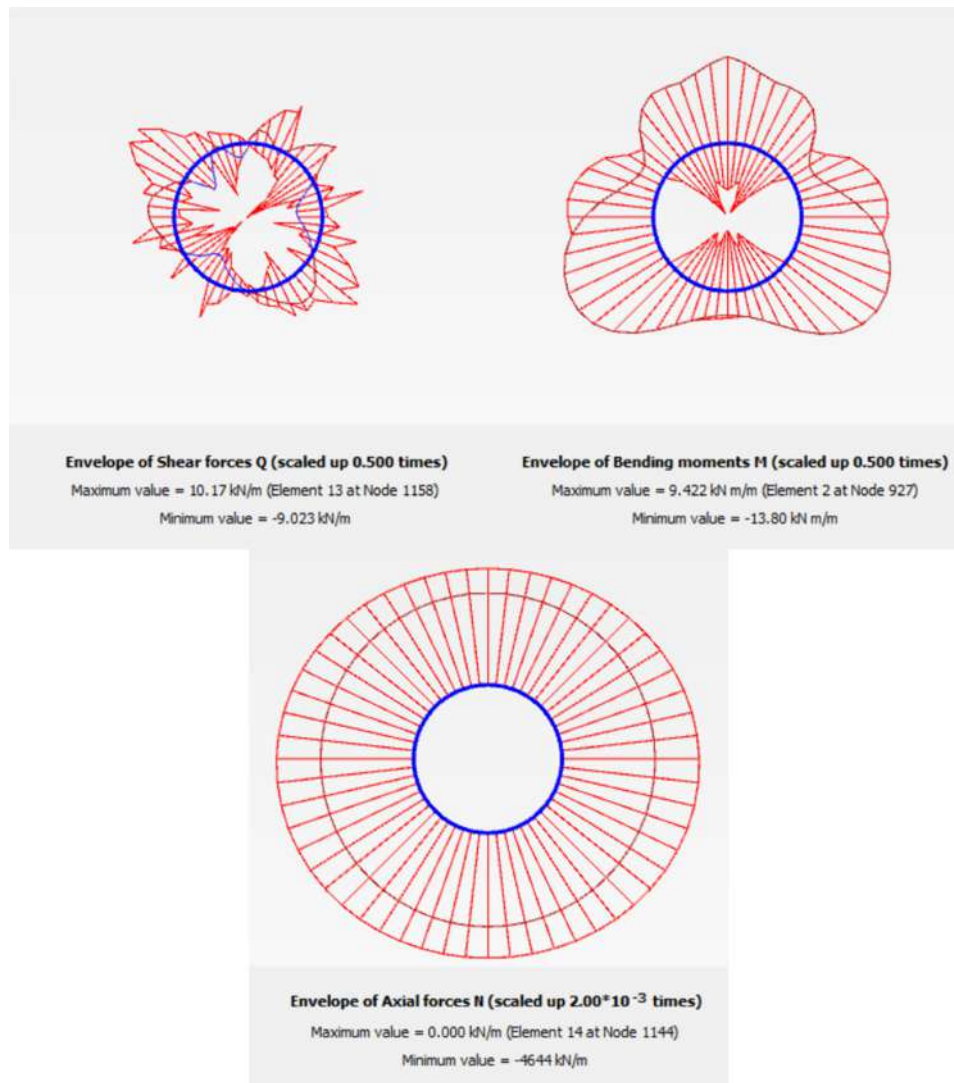 Envelope of Shear forces Q (scaled up 0.500 times)
Maximum value = 10.17 kN/m (Element 13 at Node 1158)
Minimum value = -9.023 kN/m
Envelope of Bending moments M (scaled up 0.500 times)
Maximum value = 9.422 kN m/m (Element 2 at Node 927)
Minimum value = -13.80 kN m/m
Envelope of Axial forces N (scaled up 2.00*10 -3 times)
Maximum value = 0.000 kN/m (Element 14 at Node 1144)
Minimum value = -4644 kN/m